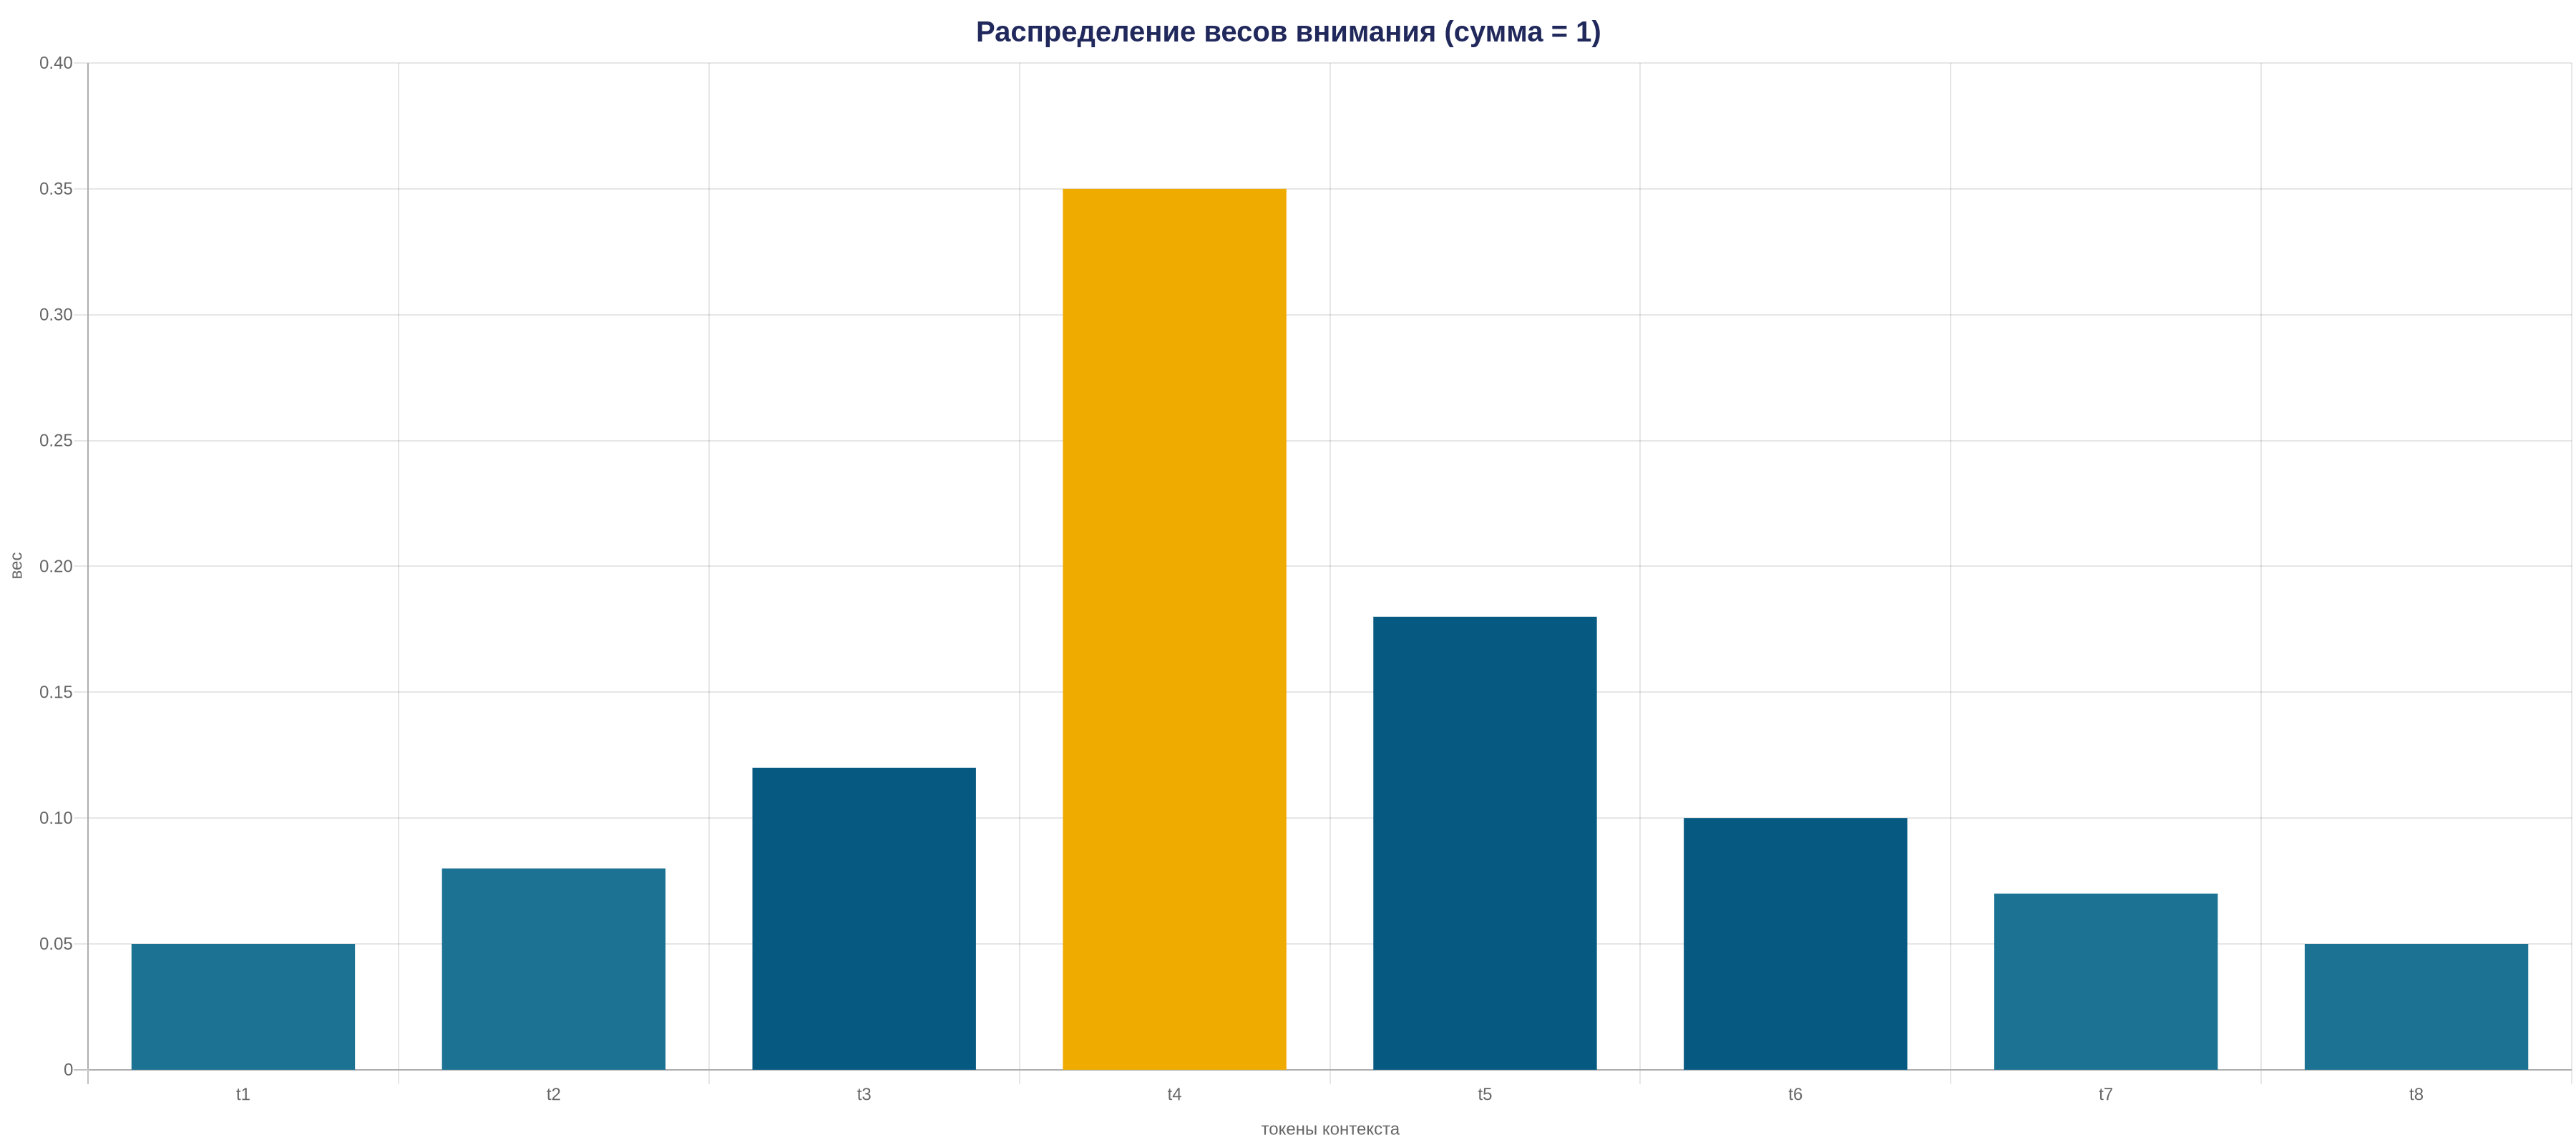 Распределение весов внимания (сумма = 1)
0.40
0.35
0.30
0.25
0.20
0.15
0.10
0.05
0
вес
t1 t2 t3 t4 t5 t6 t7 t8
токены контекста